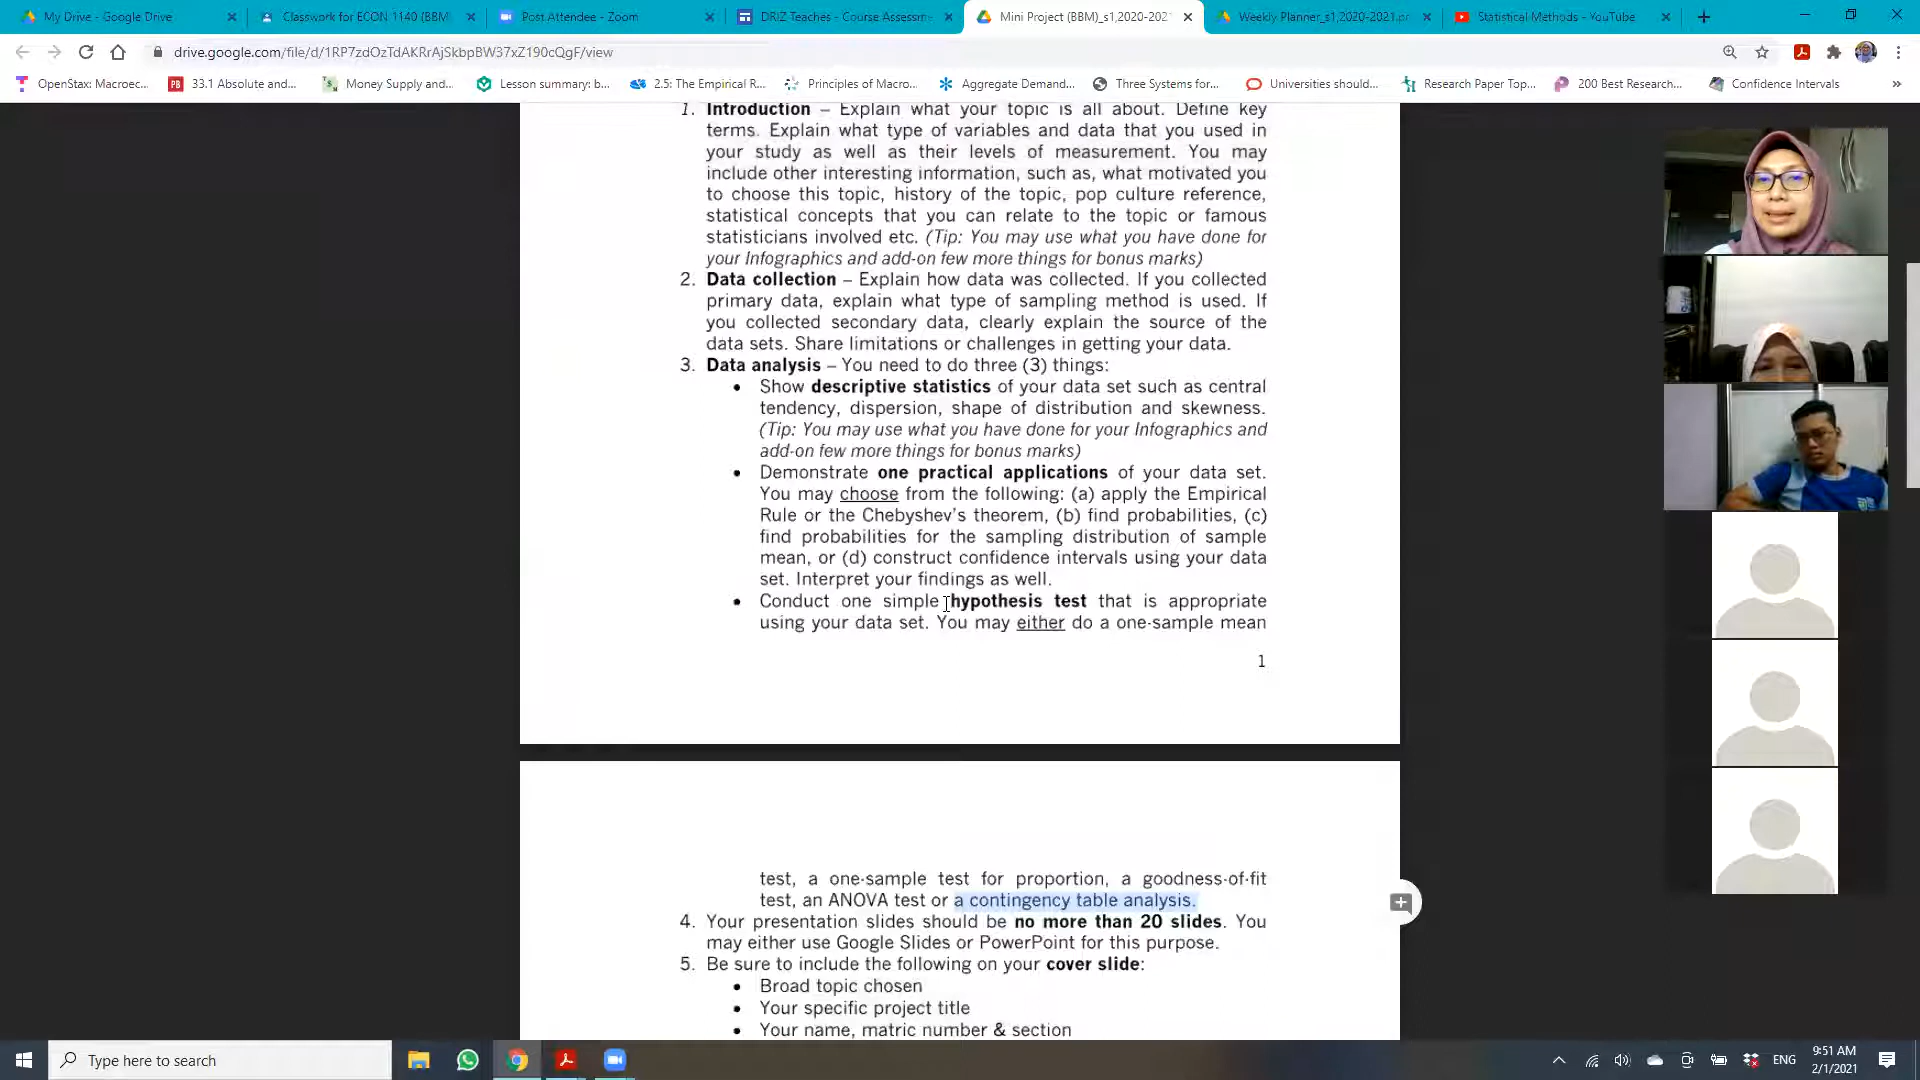 My Drive - Google Drive
Classwork for ECON 1140 (BBM
Post Attendee - Zoom
DRIZ Teaches - Course Assessme
Mini Project (BBM)_s1,2020-2021
Weekly Planner_s1,2020-2021.pr
Statistical Methods - YouTube
drive.google.com/file/d/1RP7zdOzTdAKRrAjSkbpBW37xZ190cQgF/view
OpenStax: Macroec...
33.1 Absolute and...
Money Supply and...
Lesson summary: b...
2.5: The Empirical R...
Principles of Macro...
Aggregate Demand...
Three Systems for...
Universities should...
Research Paper Top...
200 Best Research...
Confidence Intervals
1. Introduction – Explain what your topic is all about. Define key
terms. Explain what type of variables and data that you used in
your study as well as their levels of measurement. You may
include other interesting information, such as, what motivated you
to choose this topic, history of the topic, pop culture reference,
statistical concepts that you can relate to the topic or famous
statisticians involved etc. (Tip: You may use what you have done for
your Infographics and add-on few more things for bonus marks)
2. Data collection – Explain how data was collected. If you collected
primary data, explain what type of sampling method is used. If
you collected secondary data, clearly explain the source of the
data sets. Share limitations or challenges in getting your data.
3. Data analysis – You need to do three (3) things:
• Show descriptive statistics of your data set such as central
tendency, dispersion, shape of distribution and skewness.
(Tip: You may use what you have done for your Infographics and
add-on few more things for bonus marks)
• Demonstrate one practical applications of your data set.
You may choose from the following: (a) apply the Empirical
Rule or the Chebyshev's theorem, (b) find probabilities, (c)
find probabilities for the sampling distribution of sample
mean, or (d) construct confidence intervals using your data
set. Interpret your findings as well.
• Conduct one simple hypothesis test that is appropriate
using your data set. You may either do a one-sample mean
1
test, a one-sample test for proportion, a goodness-of-fit
test, an ANOVA test or a contingency table analysis.
4. Your presentation slides should be no more than 20 slides. You
may either use Google Slides or PowerPoint for this purpose.
5. Be sure to include the following on your cover slide:
• Broad topic chosen
• Your specific project title
• Your name, matric number & section
Type here to search
ENG
9:51 AM
2/1/2021